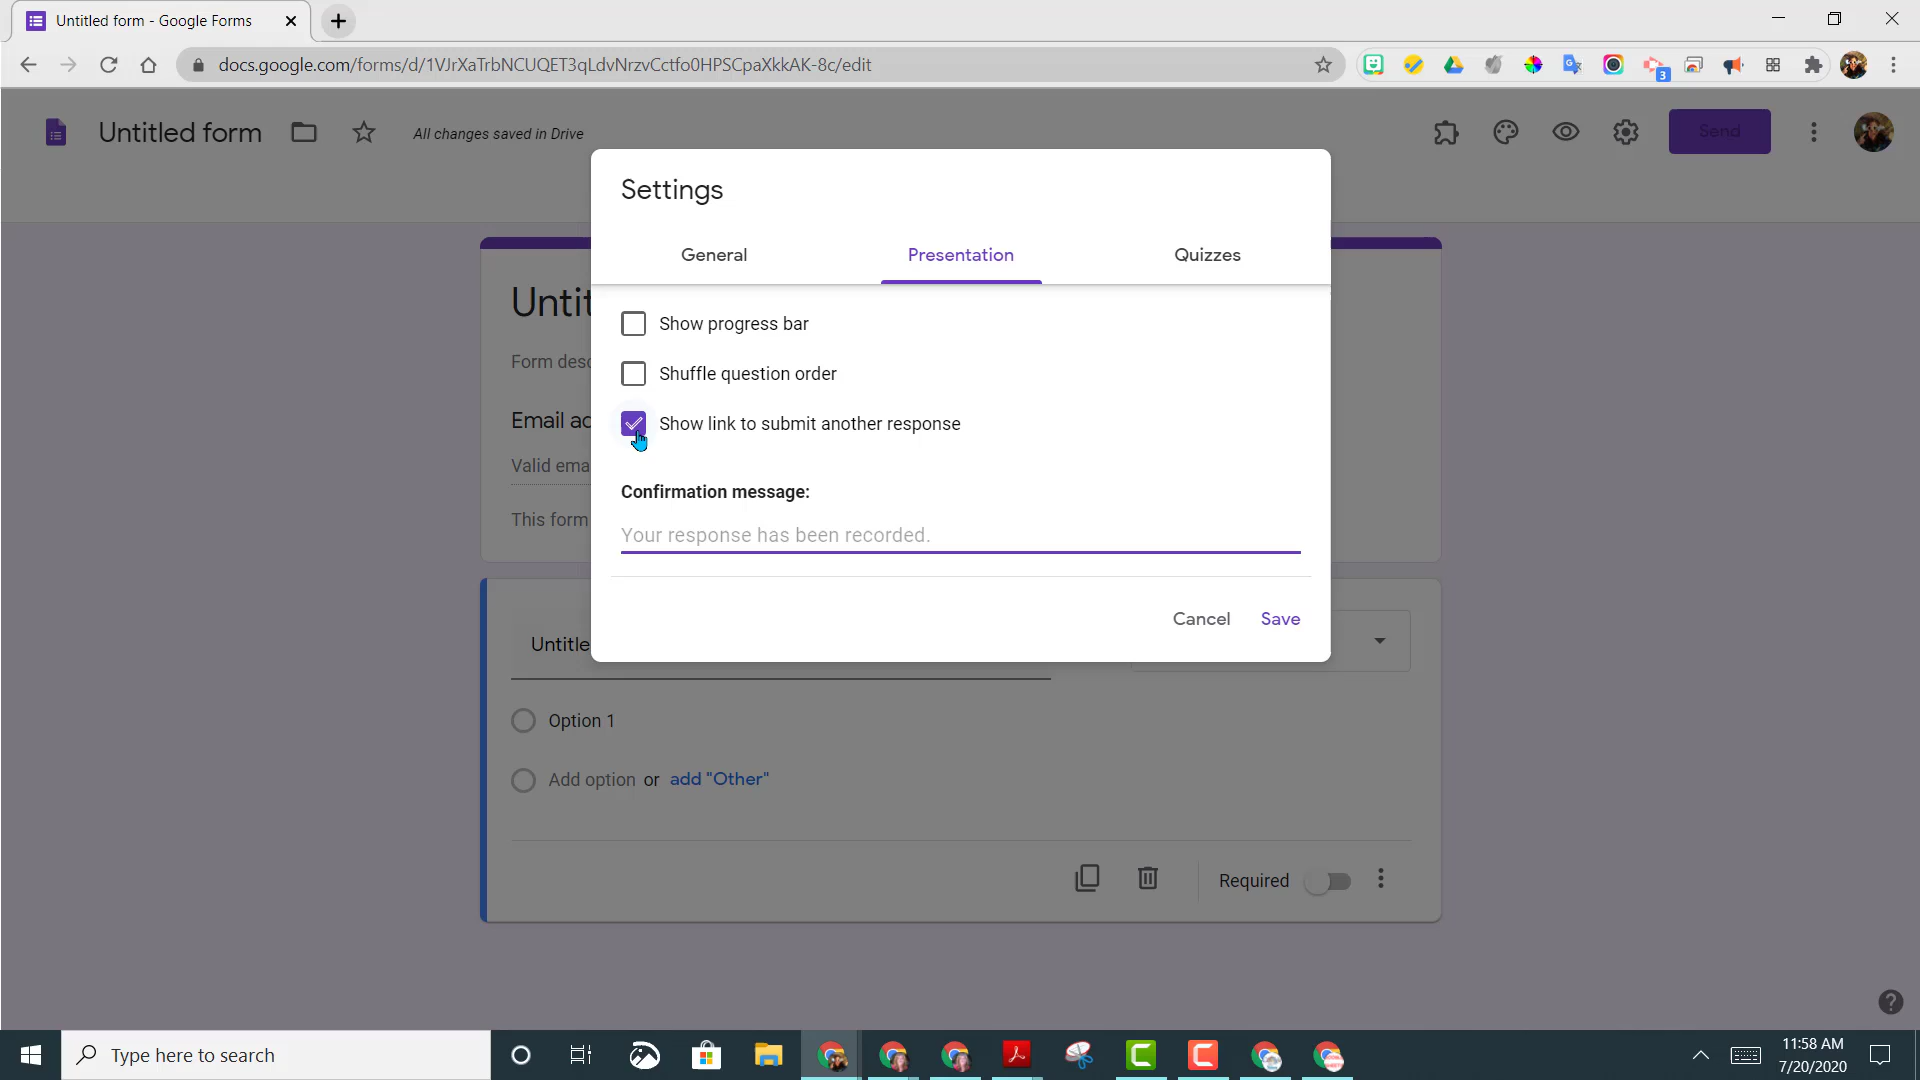 Untitled form - Google Forms
docs.google.com/forms/d/1VJrXaTrbNCUQET3qLdvNrzvCctfo0HPSCpaXkkAK-8c/edit
3
Untitled form
All changes saved in Drive
Send
Settings
General
Presentation
Quizzes
Untit
Show progress bar
Form desc
Shuffle question order
Email ad
Show link to submit another response
Valid emai
Confirmation message:
This form
Your response has been recorded.
Cancel
Save
Untitle
Option 1
Add option or add "Other"
Required
Type here to search
11:58 AM
7/20/2020